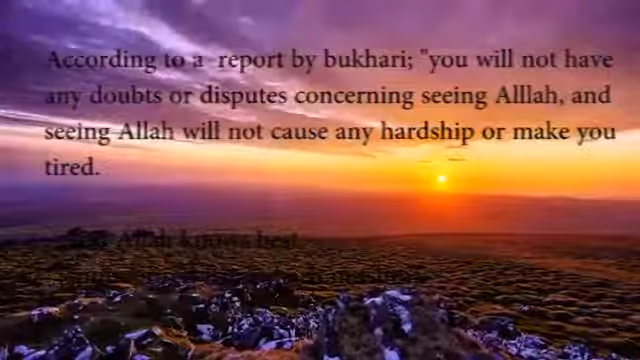 According to a report by bukhari; "you will not have
any doubts or disputes concerning seeing Alllah, and
seeing Allah will not cause any hardship or make you
tired.
Allah knows best